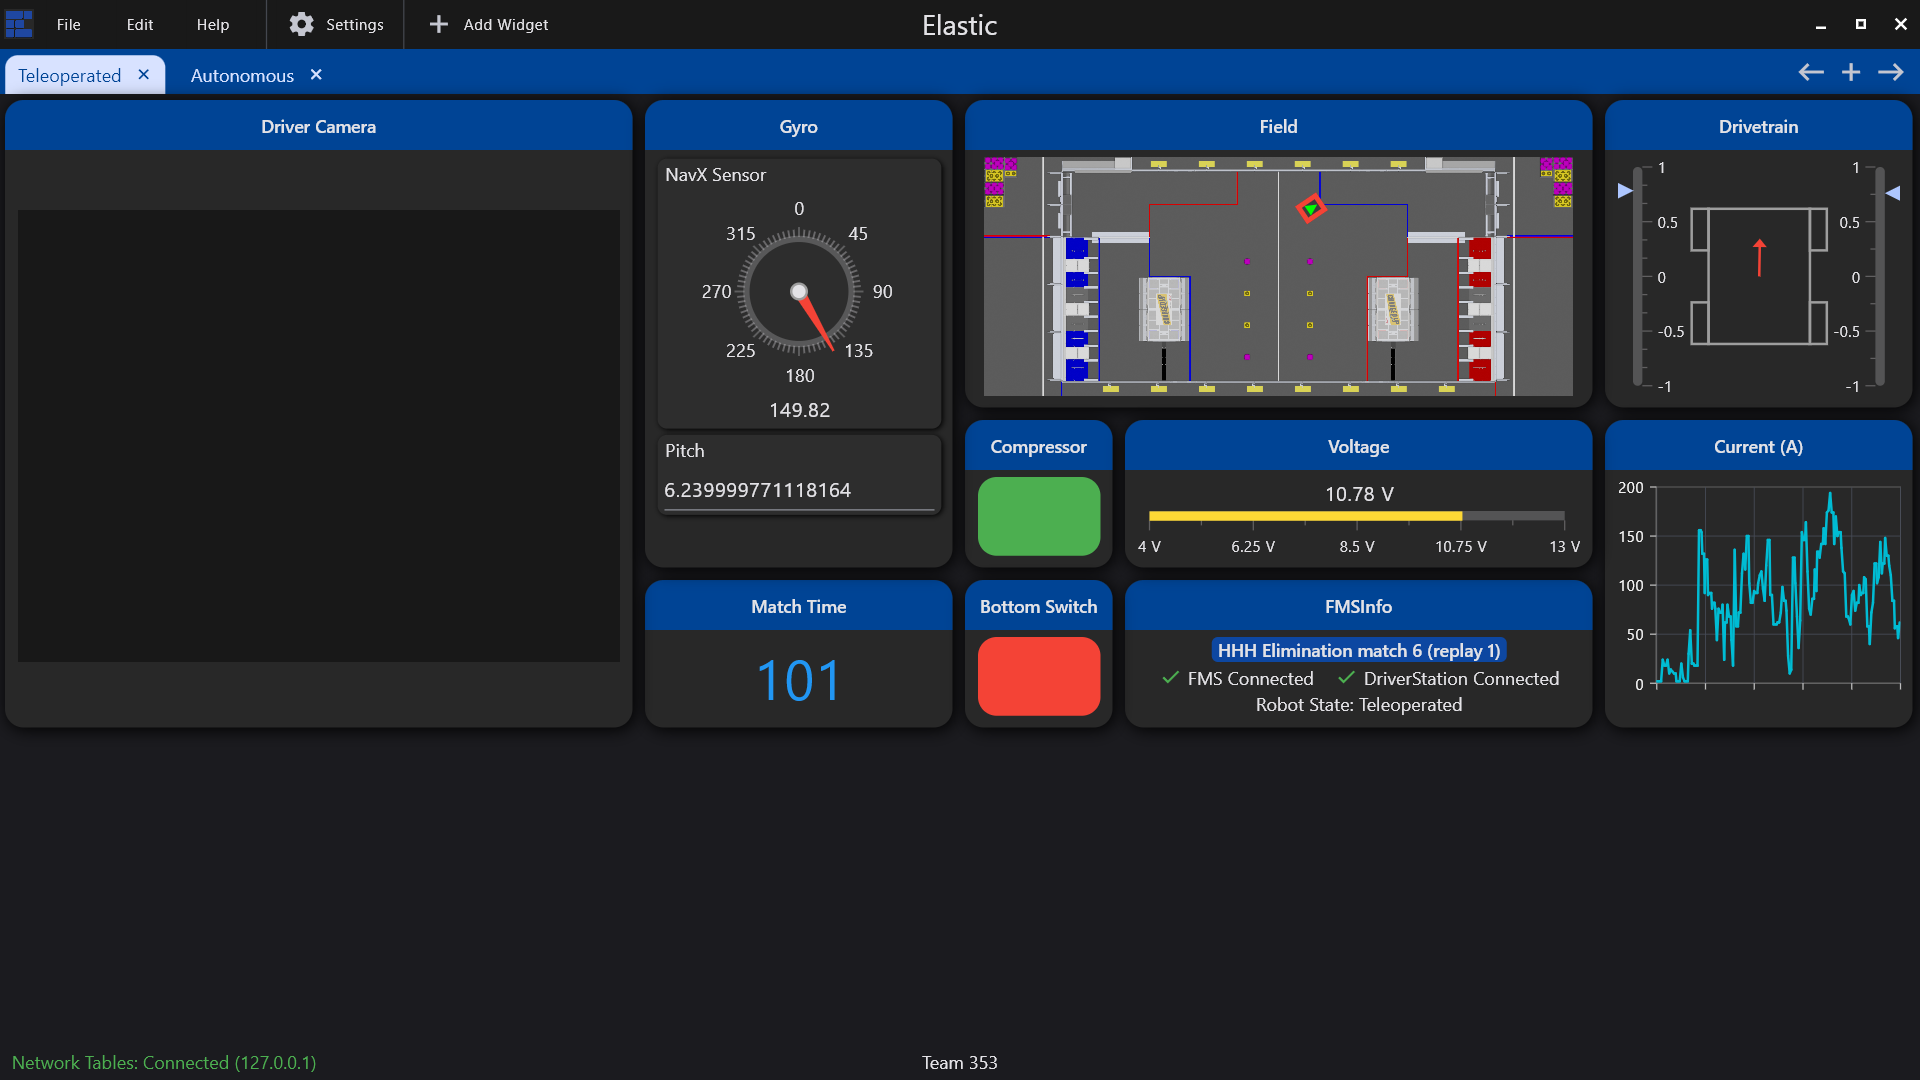 File Edit Help Settings Add Widget Elastic
Teleoperated Autonomous
Driver Camera
Gyro
NavX Sensor
0
315 45
270 90
225 135
180
149.82
Pitch
6.239999771118164
Match Time
101
Field
Compressor
Bottom Switch
Voltage
10.78 V
4 V 6.25 V 8.5 V 10.75 V 13 V
FMSInfo
HHH Elimination match 6 (replay 1)
FMS Connected DriverStation Connected
Robot State: Teleoperated
Drivetrain
1 1
0.5 0.5
0 0
-0.5 -0.5
-1 -1
Current (A)
200
150
100
50
0
Network Tables: Connected (127.0.0.1) Team 353